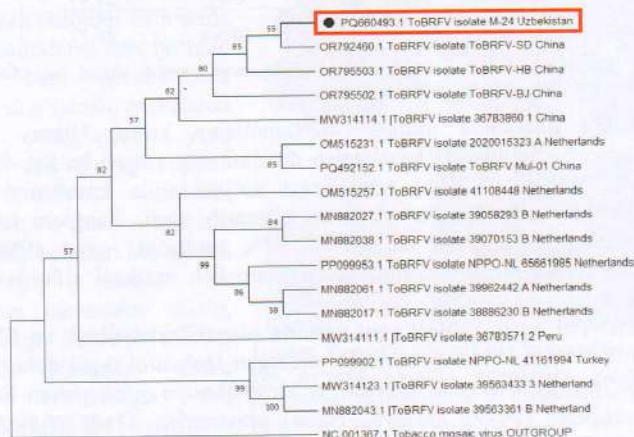 PQ660493.1 ToBRFV isolate M-24 Uzbekistan
OR792460.1 ToBRFV isolate ToBRFV-SD China
OR795503.1 ToBRFV isolate ToBRFV-HB China
OR795502.1 ToBRFV isolate ToBRFV-BJ China
MW314114.1 |ToBRFV isolate 36783860 1 China
OM515231.1 ToBRFV isolate 2020015323 A Netherlands
PQ492152.1 ToBRFV isolate ToBRFV Mul-01 China
OM515257.1 ToBRFV isolate 41108448 Netherlands
MN882027.1 ToBRFV isolate 39058293 B Netherlands
MN882038.1 ToBRFV isolate 39070153 B Netherlands
PP099953.1 ToBRFV isolate NPPO-NL 65661985 Netherlands
MN882061.1 ToBRFV isolate 39962442 A Netherlands
MN882017.1 ToBRFV isolate 38886230 B Netherlands
MW314111.1 |ToBRFV isolate 36783571 2 Peru
PP099902.1 ToBRFV isolate NPPO-NL 41161994 Turkey
MW314123.1 |ToBRFV isolate 39563433 3 Netherland
MN882043.1 |ToBRFV isolate 39563361 B Netherland
NC 001367.1 Tobacco mosaic virus OUTGROUP
85
80
82
57
82
57
85
84
99
86
99
100